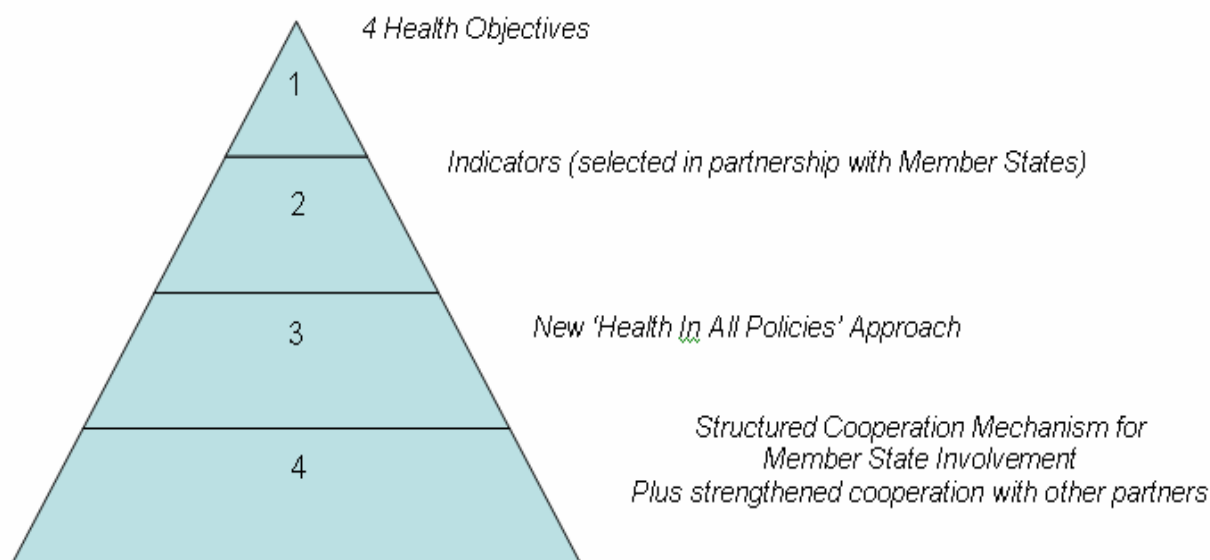 4 Health Objectives
1
Indicators (selected in partnership with Member States)
2
New ‘Health In All Policies’ Approach
3
Structured Cooperation Mechanism for
Member State Involvement
Plus strengthened cooperation with other partners
4